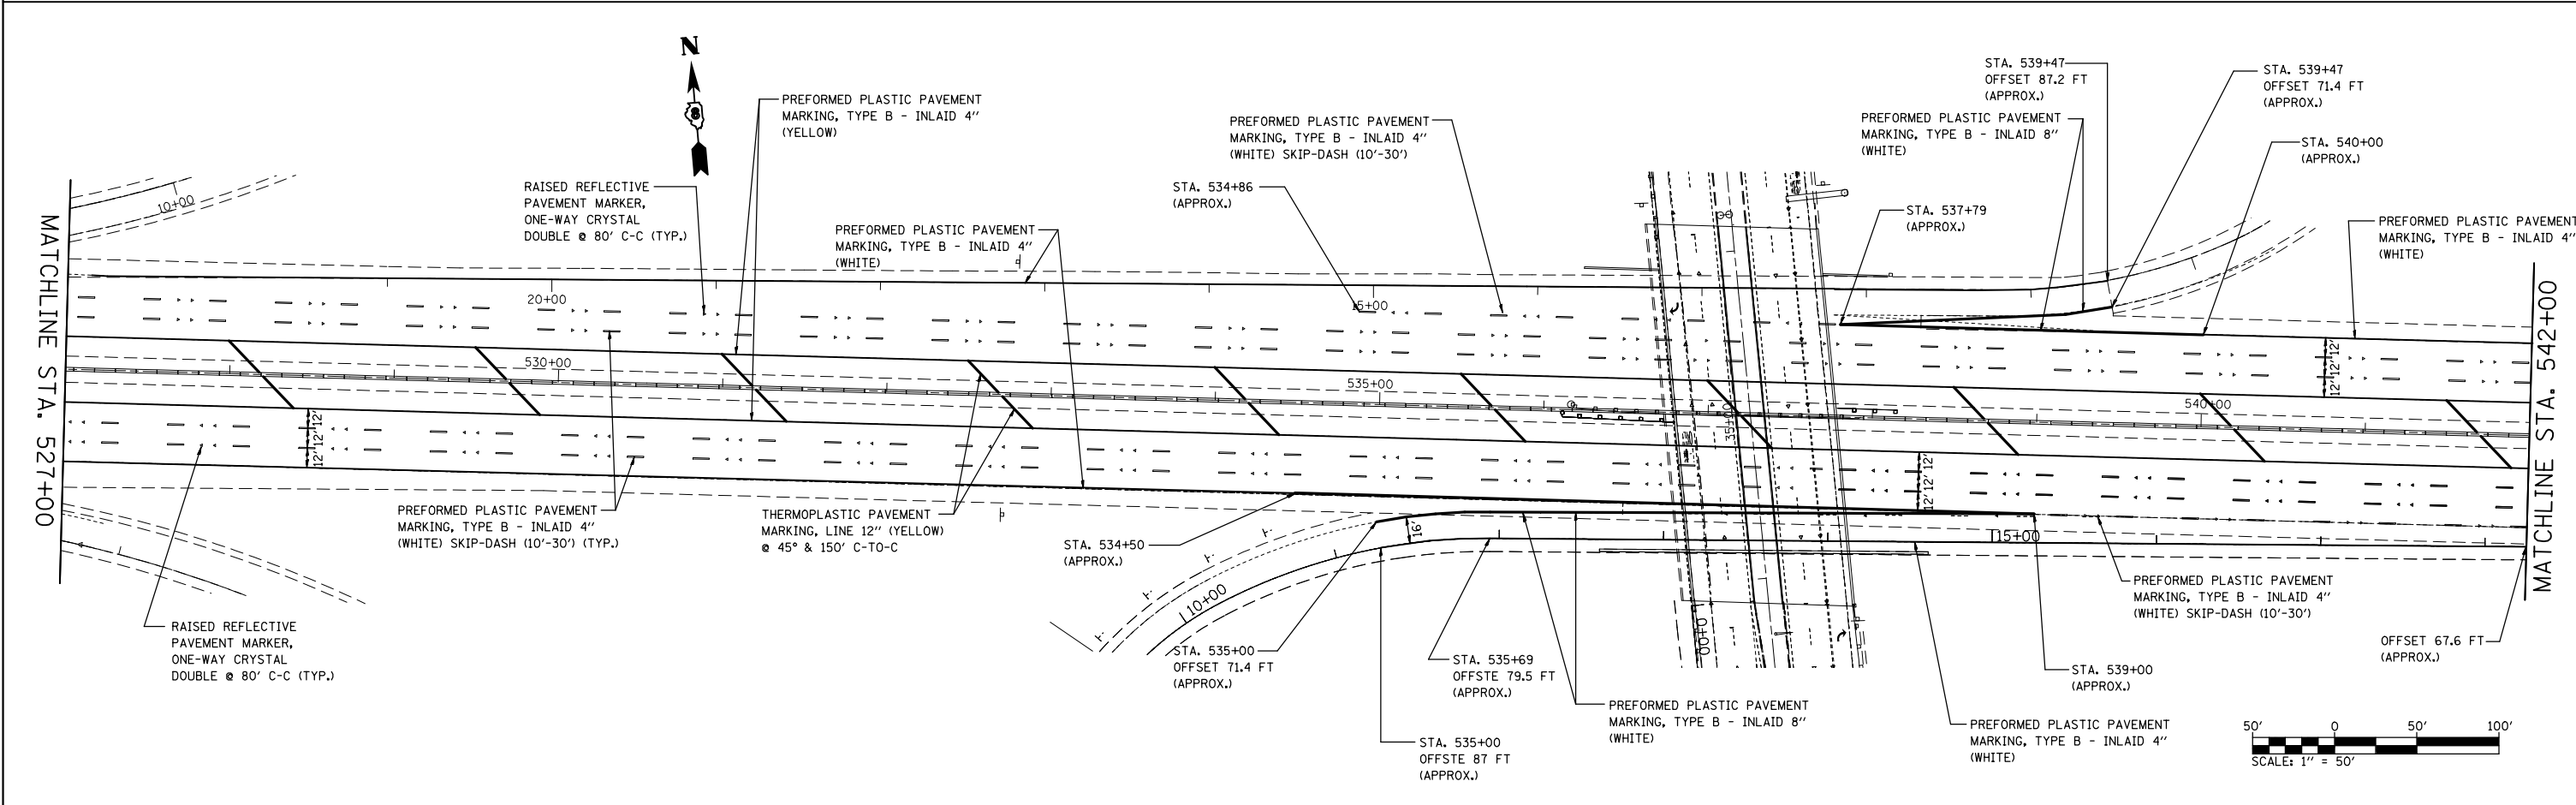 N
8
STA. 539+47
OFFSET 87.2 FT
(APPROX.)
STA. 539+47
OFFSET 71.4 FT
(APPROX.)
PREFORMED PLASTIC PAVEMENT
MARKING, TYPE B - INLAID 4"
(YELLOW)
PREFORMED PLASTIC PAVEMENT
MARKING, TYPE B - INLAID 4"
(WHITE) SKIP-DASH (10'-30')
PREFORMED PLASTIC PAVEMENT
MARKING, TYPE B - INLAID 8"
(WHITE)
STA. 540+00
(APPROX.)
RAISED REFLECTIVE
PAVEMENT MARKER,
ONE-WAY CRYSTAL
DOUBLE @ 80' C-C (TYP.)
STA. 534+86
(APPROX.)
STA. 537+79
(APPROX.)
PREFORMED PLASTIC PAVEMENT
MARKING, TYPE B - INLAID 4"
(WHITE)
PREFORMED PLASTIC PAVEMENT
MARKING, TYPE B - INLAID 4"
(WHITE)
MATCHLINE STA. 527+00
MATCHLINE STA. 542+00
10+00
20+00
15+00
530+00
535+00
540+00
35+00
12'12'12'
12'12'12'
12'12'12'
PREFORMED PLASTIC PAVEMENT
MARKING, TYPE B - INLAID 4"
(WHITE) SKIP-DASH (10'-30') (TYP.)
THERMOPLASTIC PAVEMENT
MARKING, LINE 12" (YELLOW)
@ 45° & 150' C-TO-C
STA. 534+50
(APPROX.)
16'
10+00
15+00
00+0
PREFORMED PLASTIC PAVEMENT
MARKING, TYPE B - INLAID 4"
(WHITE) SKIP-DASH (10'-30')
RAISED REFLECTIVE
PAVEMENT MARKER,
ONE-WAY CRYSTAL
DOUBLE @ 80' C-C (TYP.)
STA. 535+00
OFFSET 71.4 FT
(APPROX.)
STA. 535+69
OFFSTE 79.5 FT
(APPROX.)
STA. 539+00
(APPROX.)
OFFSET 67.6 FT
(APPROX.)
PREFORMED PLASTIC PAVEMENT
MARKING, TYPE B - INLAID 8"
(WHITE)
PREFORMED PLASTIC PAVEMENT
MARKING, TYPE B - INLAID 4"
(WHITE)
STA. 535+00
OFFSTE 87 FT
(APPROX.)
50' 0 50' 100'
SCALE: 1" = 50'